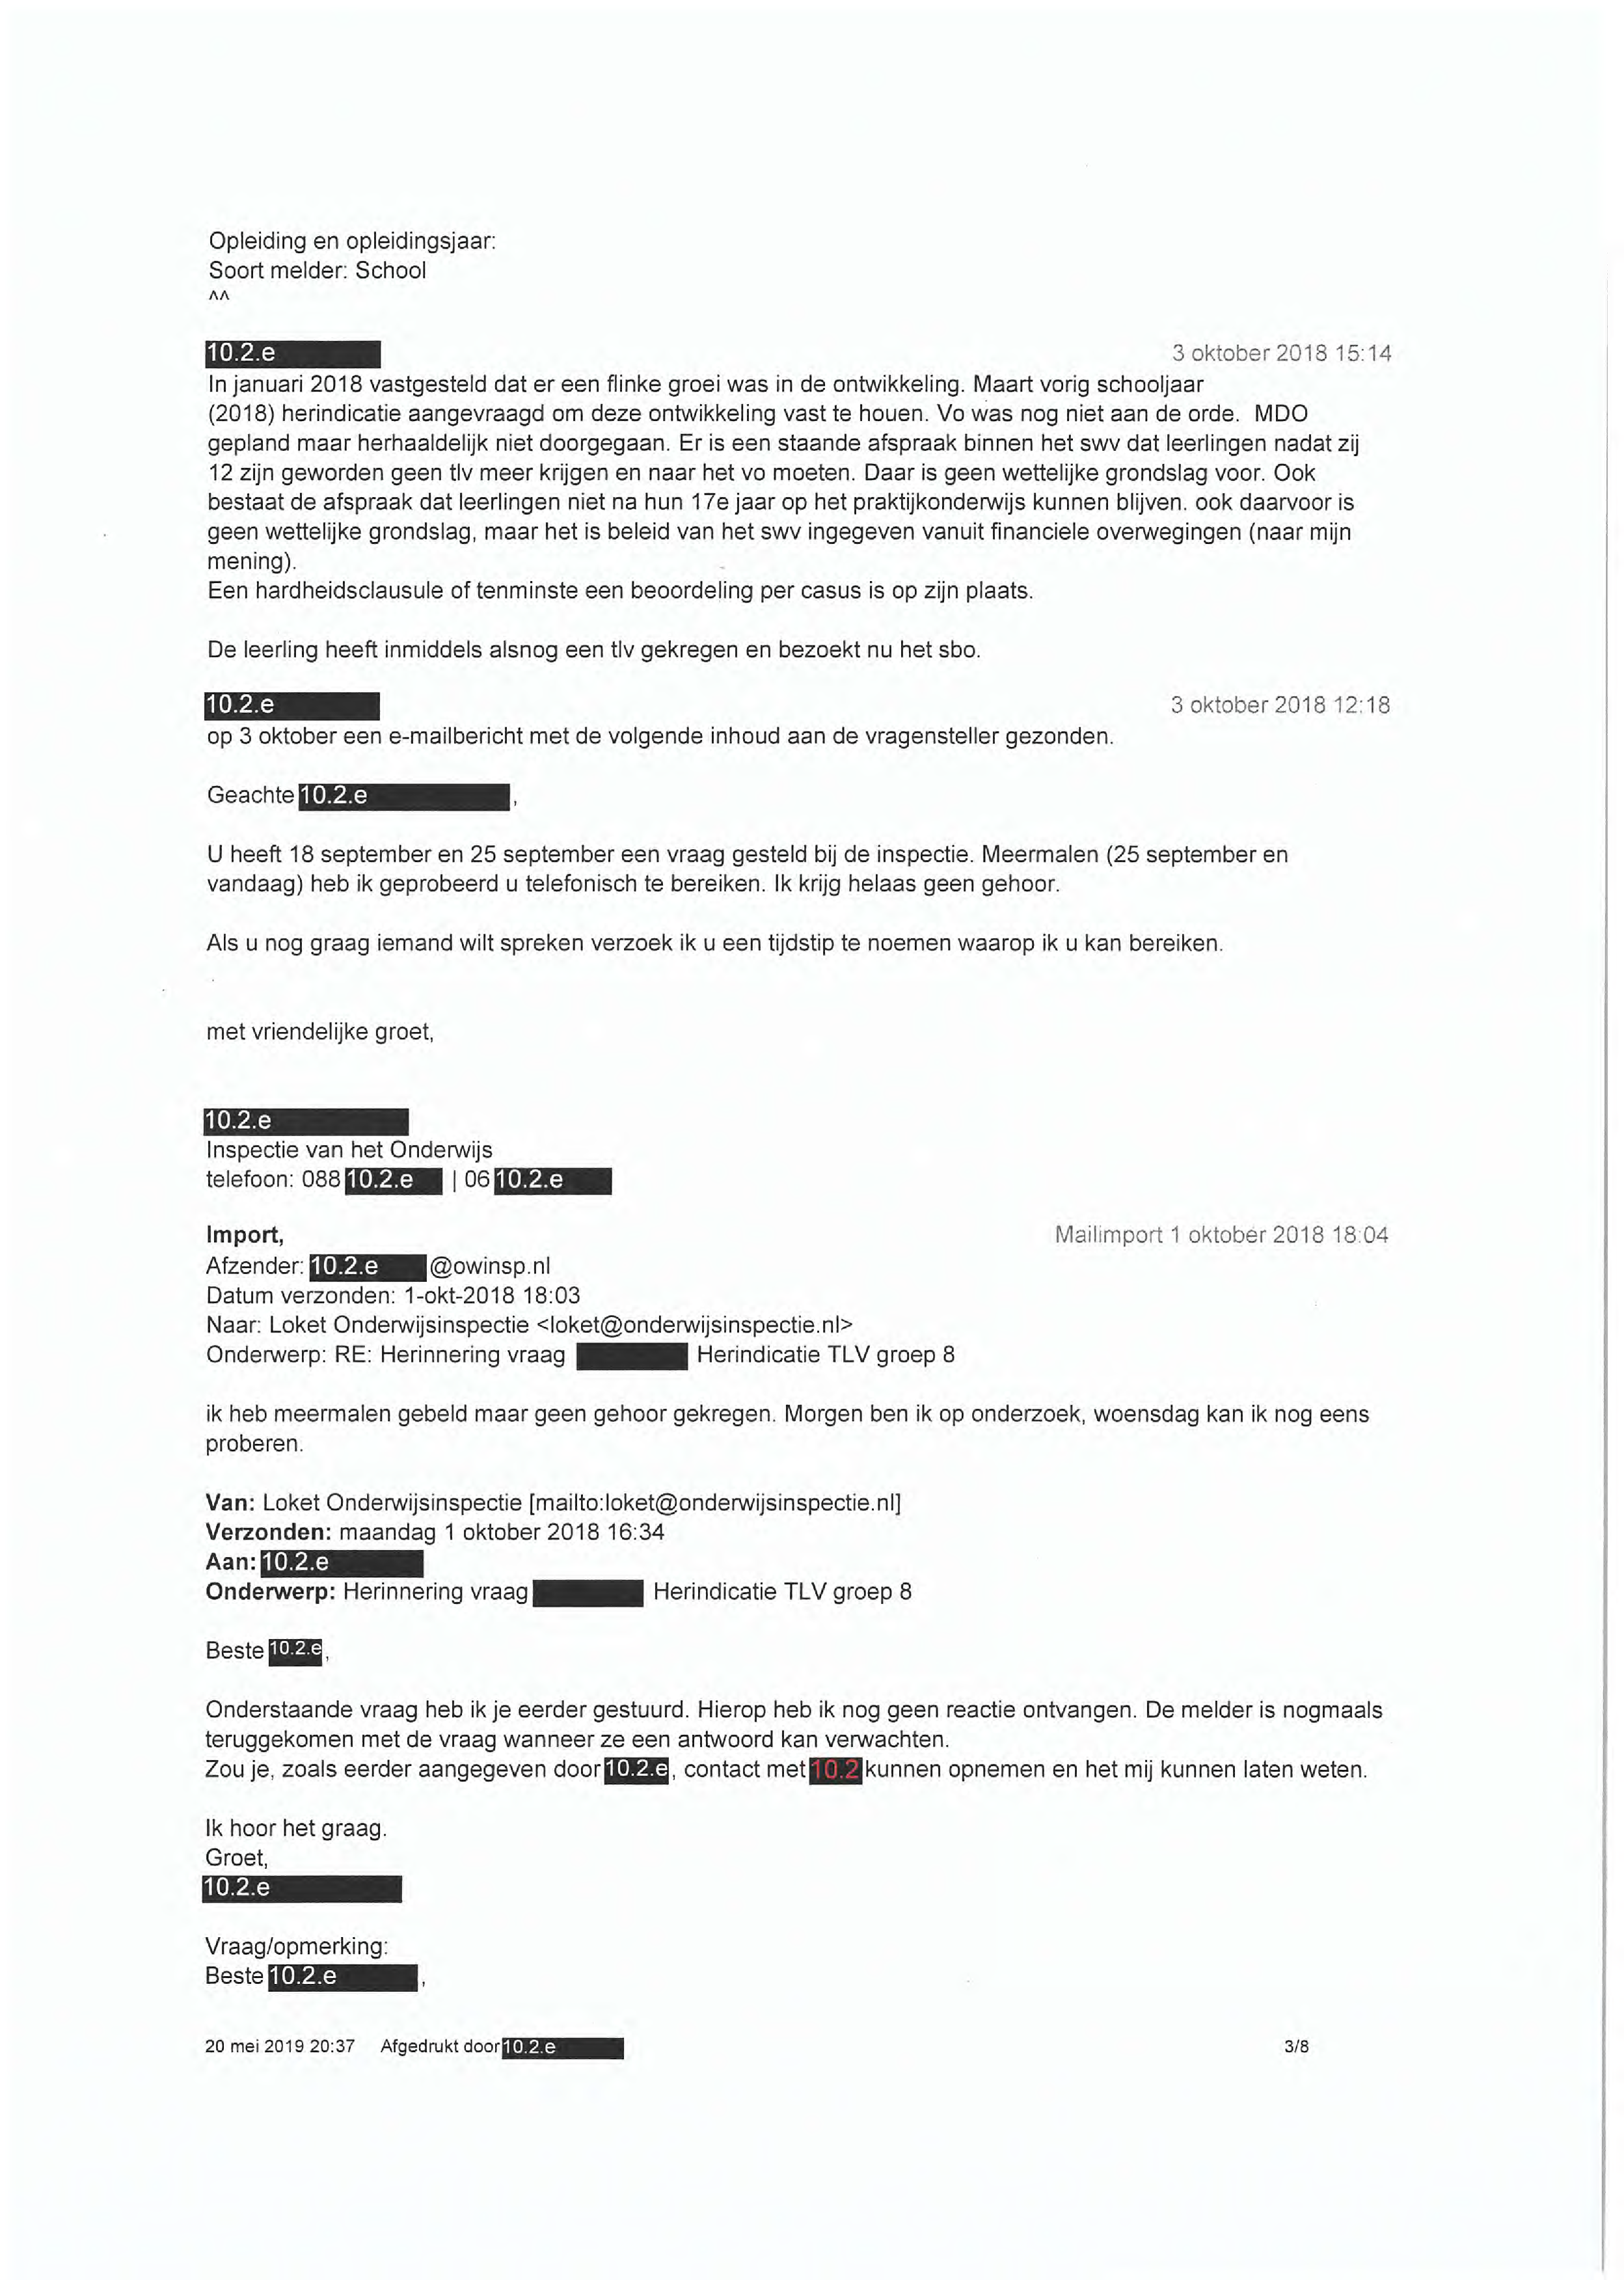 Opleiding en opleidingsjaar:
Soort melder: School
^^
10.2.e 3 oktober 2018 15:14
In januari 2018 vastgesteld dat er een flinke groei was in de ontwikkeling. Maart vorig schooljaar
(2018) herindicatie aangevraagd om deze ontwikkeling vast te houen. Vo was nog niet aan de orde. MDO
gepland maar herhaaldelijk niet doorgegaan. Er is een staande afspraak binnen het swv dat leerlingen nadat zij
12 zijn geworden geen tlv meer krijgen en naar het vo moeten. Daar is geen wettelijke grondslag voor. Ook
bestaat de afspraak dat leerlingen niet na hun 17e jaar op het praktijkonderwijs kunnen blijven. ook daarvoor is
geen wettelijke grondslag, maar het is beleid van het swv ingegeven vanuit financiele overwegingen (naar mijn
mening).
Een hardheidsclausule of tenminste een beoordeling per casus is op zijn plaats.
De leerling heeft inmiddels alsnog een tlv gekregen en bezoekt nu het sbo.
10.2.e 3 oktober 2018 12:18
op 3 oktober een e-mailbericht met de volgende inhoud aan de vragensteller gezonden.
Geachte 10.2.e ,
U heeft 18 september en 25 september een vraag gesteld bij de inspectie. Meermalen (25 september en
vandaag) heb ik geprobeerd u telefonisch te bereiken. Ik krijg helaas geen gehoor.
Als u nog graag iemand wilt spreken verzoek ik u een tijdstip te noemen waarop ik u kan bereiken.
met vriendelijke groet,
10.2.e
Inspectie van het Onderwijs
telefoon: 088 10.2.e | 06 10.2.e
Import, Mailimport 1 oktober 2018 18:04
Afzender: 10.2.e @owinsp.nl
Datum verzonden: 1-okt-2018 18:03
Naar: Loket Onderwijsinspectie <loket@onderwijsinspectie.nl>
Onderwerp: RE: Herinnering vraag Herindicatie TLV groep 8
ik heb meermalen gebeld maar geen gehoor gekregen. Morgen ben ik op onderzoek, woensdag kan ik nog eens
proberen.
Van: Loket Onderwijsinspectie [mailto:loket@onderwijsinspectie.nl]
Verzonden: maandag 1 oktober 2018 16:34
Aan: 10.2.e
Onderwerp: Herinnering vraag Herindicatie TLV groep 8
Beste 10.2.e,
Onderstaande vraag heb ik je eerder gestuurd. Hierop heb ik nog geen reactie ontvangen. De melder is nogmaals
teruggekomen met de vraag wanneer ze een antwoord kan verwachten.
Zou je, zoals eerder aangegeven door 10.2.e, contact met 10.2 kunnen opnemen en het mij kunnen laten weten.
Ik hoor het graag.
Groet,
10.2.e
Vraag/opmerking:
Beste 10.2.e ,
20 mei 2019 20:37 Afgedrukt door 10.2.e 3/8